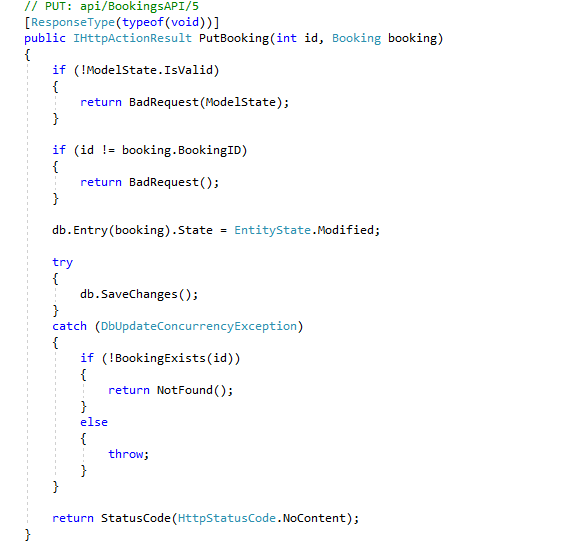 // PUT: api/BookingsAPI/5
[ResponseType(typeof(void))]
public IHttpActionResult PutBooking(int id, Booking booking)
{
    if (!ModelState.IsValid)
    {
        return BadRequest(ModelState);
    }
    if (id != booking.BookingID)
    {
        return BadRequest();
    }
    db.Entry(booking).State = EntityState.Modified;
    try
    {
        db.SaveChanges();
    }
    catch (DbUpdateConcurrencyException)
    {
        if (!BookingExists(id))
        {
            return NotFound();
        }
        else
        {
            throw;
        }
    }
    return StatusCode(HttpStatusCode.NoContent);
}